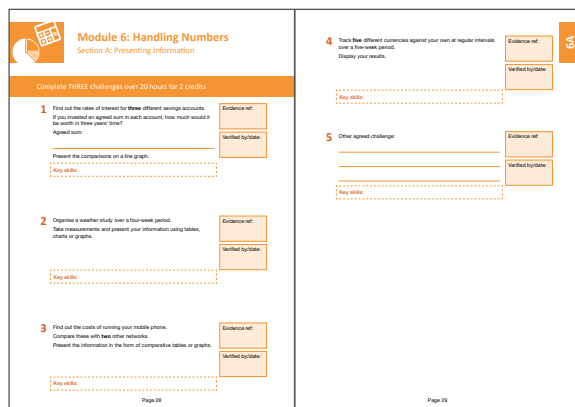 Module 6: Handling Numbers
Section A: Presenting Information
Complete THREE challenges over 20 hours for 2 credits
1 Find out the rates of interest for three different savings accounts.
If you invested an agreed sum in each account, how much would it
be worth in three years' time?
Agreed sum:
Present the comparisons on a line graph.
Evidence ref:
Verified by/date:
Key skills:
2 Organise a weather study over a four-week period.
Take measurements and present your information using tables,
charts or graphs.
Evidence ref:
Verified by/date:
Key skills:
3 Find out the costs of running your mobile phone.
Compare these with two other networks.
Present the information in the form of comparative tables or graphs.
Evidence ref:
Verified by/date:
Key skills:
Page 28
4 Track five different currencies against your own at regular intervals
over a five-week period.
Display your results.
Evidence ref:
Verified by/date:
Key skills:
6A
5 Other agreed challenge:
Evidence ref:
Verified by/date:
Key skills:
Page 29